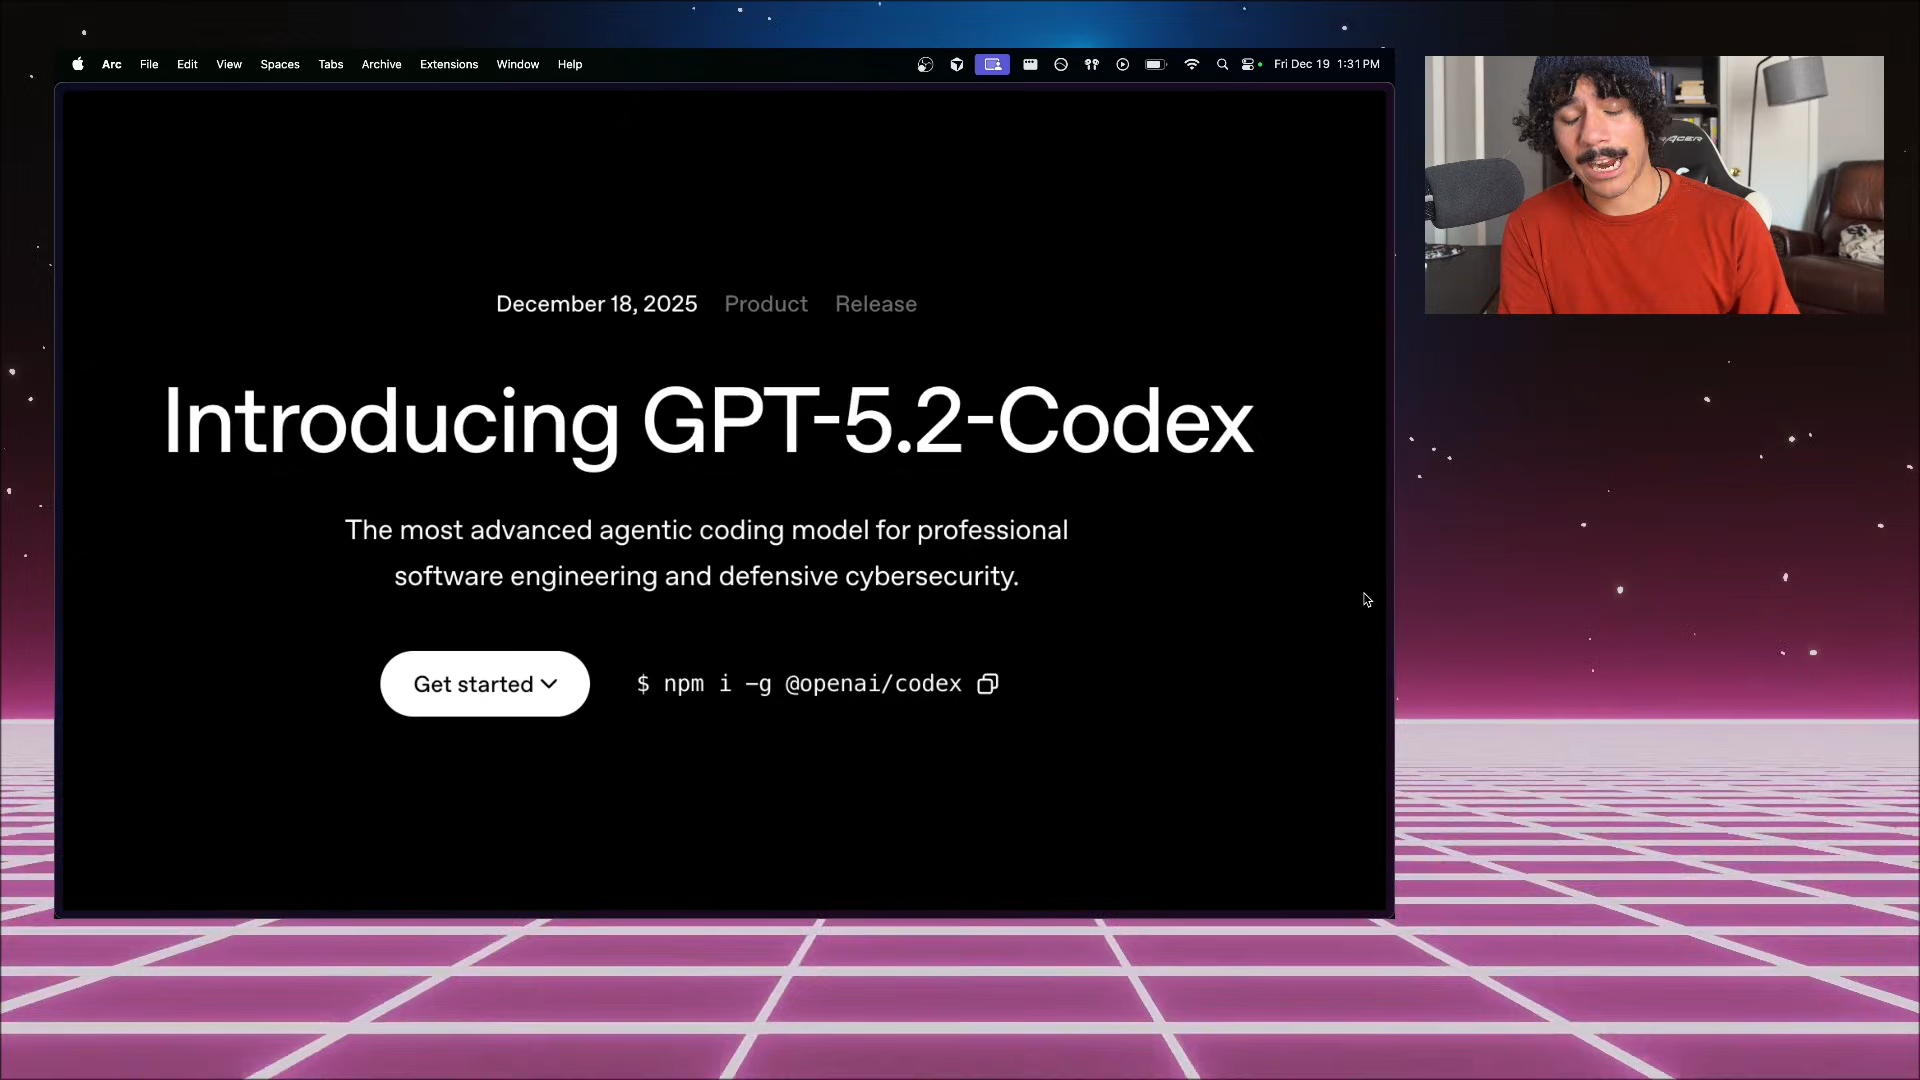 Arc File Edit View Spaces Tabs Archive Extensions Window Help Fri Dec 19 1:31 PM
December 18, 2025 Product Release
Introducing GPT-5.2-Codex
The most advanced agentic coding model for professional
software engineering and defensive cybersecurity.
Get started $ npm i -g @openai/codex